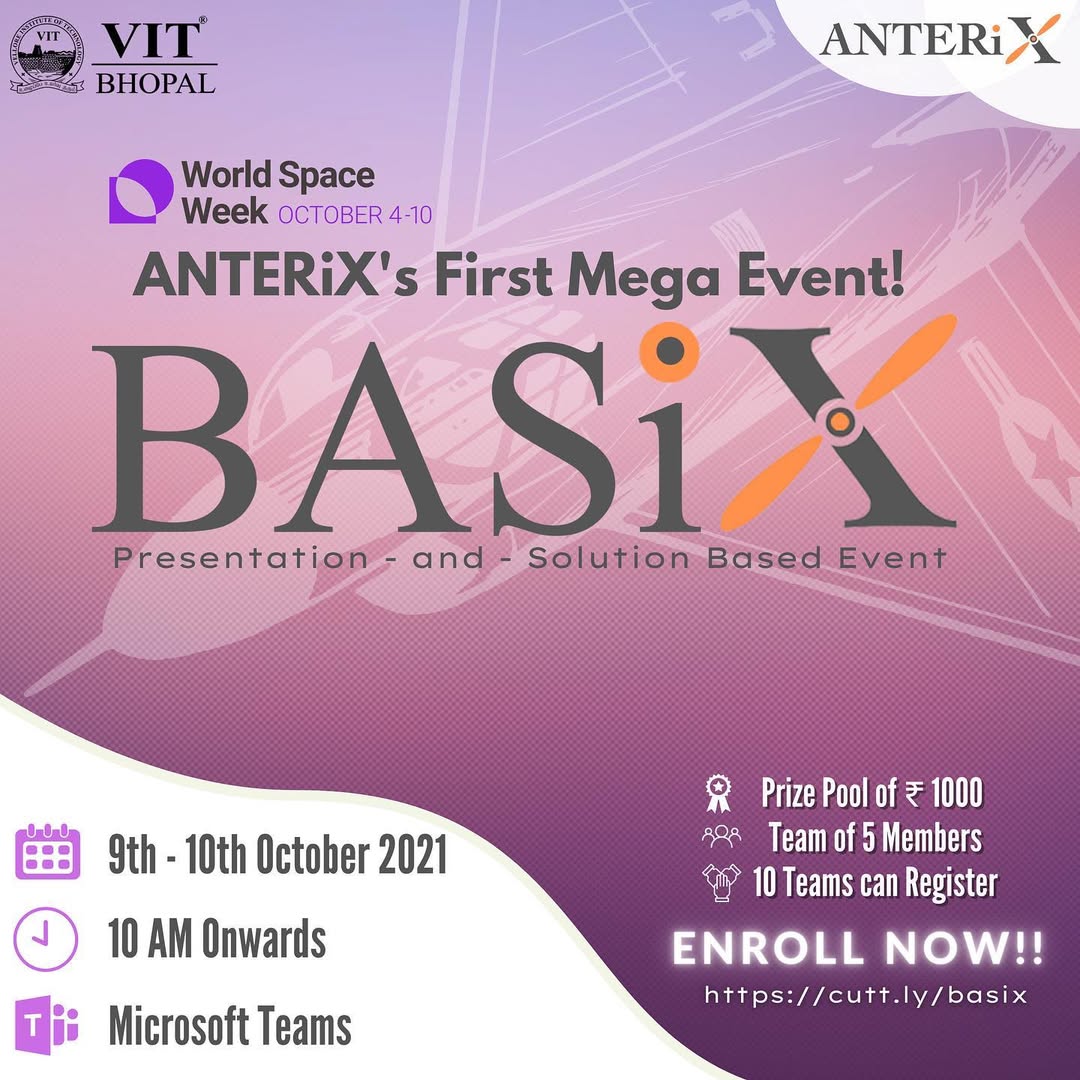 VIT®
BHOPAL
VIT
ANTERiX
World Space
Week OCTOBER 4-10
ANTERiX's First Mega Event!
BASiX
Presentation - and - Solution Based Event
9th - 10th October 2021
10 AM Onwards
Microsoft Teams
Prize Pool of ₹ 1000
Team of 5 Members
10 Teams can Register
ENROLL NOW!!
https://cutt.ly/basix